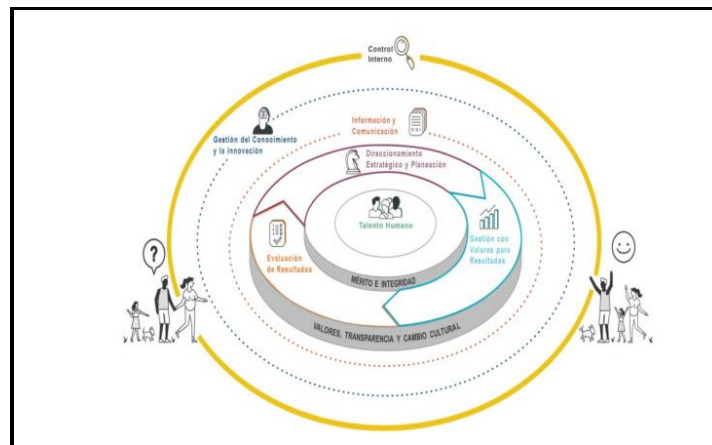 Control
Interno
Gestión del Conocimiento
y la Innovación
Información y
Comunicación
Direccionamiento
Estratégico y Planeación
Talento Humano
Gestión con
Valores para
Resultados
Evaluación
de Resultados
MÉRITO E INTEGRIDAD
VALORES, TRANSPARENCIA Y CAMBIO CULTURAL
?